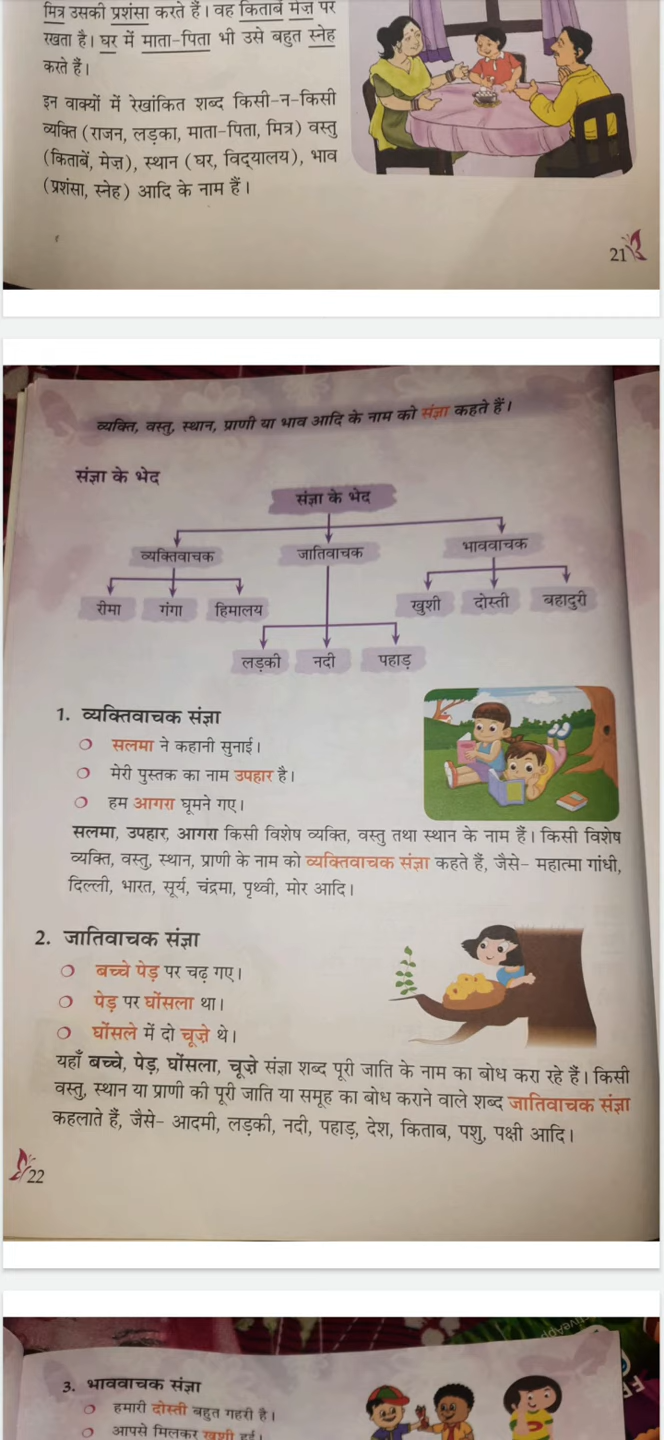 मित्र उसकी प्रशंसा करते हैं। वह किताबें मेज़ पर
रखता है। घर में माता-पिता भी उसे बहुत स्नेह
करते हैं।
इन वाक्यों में रेखांकित शब्द किसी-न-किसी
व्यक्ति (राजन, लड़का, माता-पिता, मित्र) वस्तु
(किताबें, मेज़), स्थान (घर, विद्यालय), भाव
(प्रशंसा, स्नेह) आदि के नाम हैं।
21
व्यक्ति, वस्तु, स्थान, प्राणी या भाव आदि के नाम को संज्ञा कहते हैं।
संज्ञा के भेद
संज्ञा के भेद
व्यक्तिवाचक जातिवाचक भाववाचक
रीमा गंगा हिमालय खुशी दोस्ती बहादुरी
लड़की नदी पहाड़
1. व्यक्तिवाचक संज्ञा
सलमा ने कहानी सुनाई।
मेरी पुस्तक का नाम उपहार है।
हम आगरा घूमने गए।
सलमा, उपहार, आगरा किसी विशेष व्यक्ति, वस्तु तथा स्थान के नाम हैं। किसी विशेष
व्यक्ति, वस्तु, स्थान, प्राणी के नाम को व्यक्तिवाचक संज्ञा कहते हैं, जैसे- महात्मा गांधी,
दिल्ली, भारत, सूर्य, चंद्रमा, पृथ्वी, मोर आदि।
2. जातिवाचक संज्ञा
बच्चे पेड़ पर चढ़ गए।
पेड़ पर घोंसला था।
घोंसले में दो चूज़े थे।
यहाँ बच्चे, पेड़, घोंसला, चूज़े संज्ञा शब्द पूरी जाति के नाम का बोध करा रहे हैं। किसी
वस्तु, स्थान या प्राणी की पूरी जाति या समूह का बोध कराने वाले शब्द जातिवाचक संज्ञा
कहलाते हैं, जैसे- आदमी, लड़की, नदी, पहाड़, देश, किताब, पशु, पक्षी आदि।
22
3. भाववाचक संज्ञा
हमारी दोस्ती बहुत गहरी है।
आपसे मिलकर खुशी हुई।